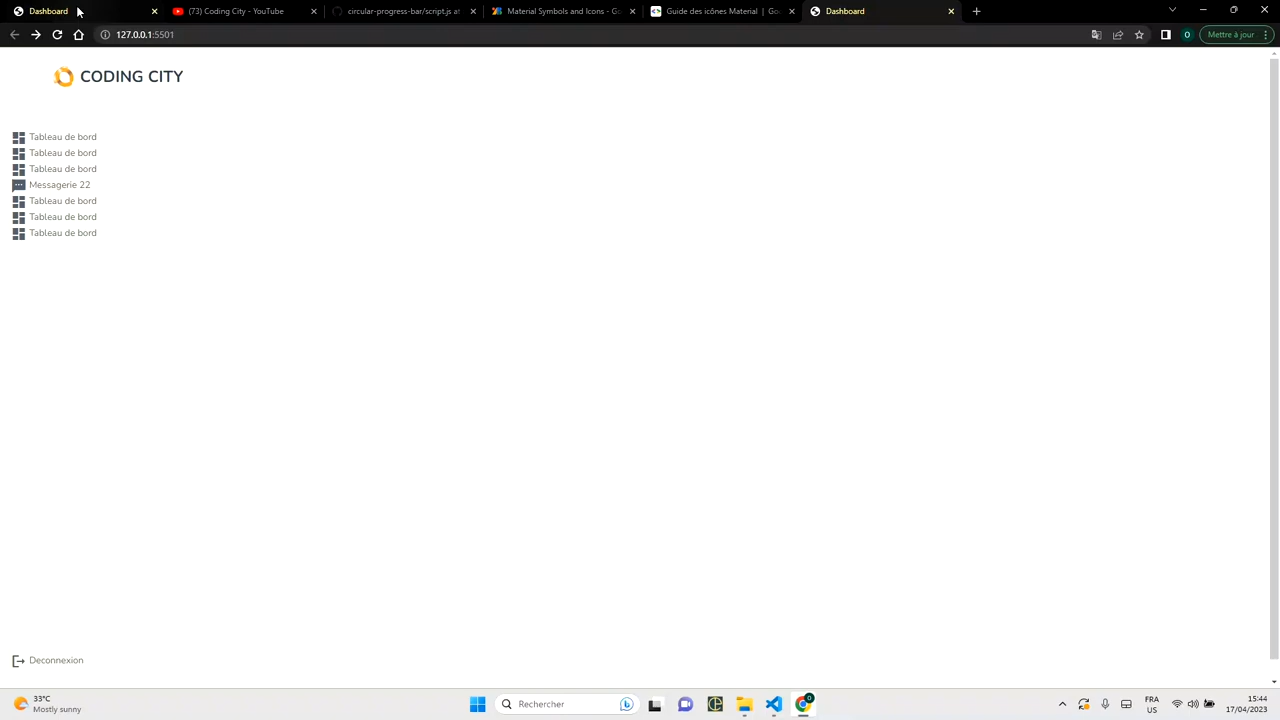 Dashboard
(73) Coding City - YouTube
circular-progress-bar/script.js at
Material Symbols and Icons - Go
Guide des icônes Material | Goo
Dashboard
127.0.0.1:5501
O
Mettre à jour
CODING CITY
Tableau de bord
Tableau de bord
Tableau de bord
Messagerie 22
Tableau de bord
Tableau de bord
Tableau de bord
Deconnexion
33°C
Mostly sunny
Rechercher
FRA
US
15:44
17/04/2023